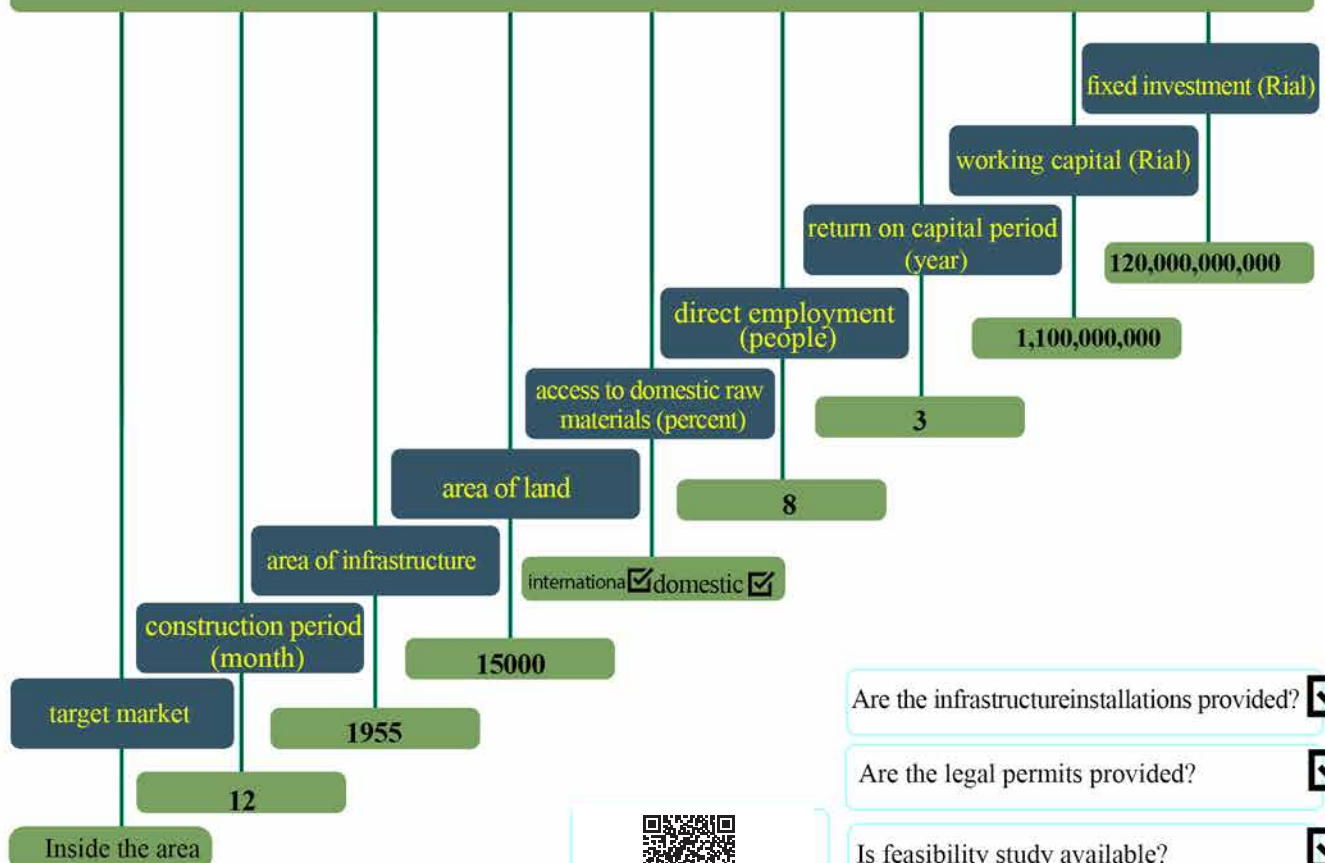 fixed investment (Rial)
120,000,000,000
working capital (Rial)
1,100,000,000
return on capital period
(year)
3
direct employment
(people)
8
access to domestic raw
materials (percent)
internationa domestic
area of land
15000
area of infrastructure
1955
construction period
(month)
12
target market
Inside the area
Are the infrastructureinstallations provided?
Are the legal permits provided?
Is feasibility study available?